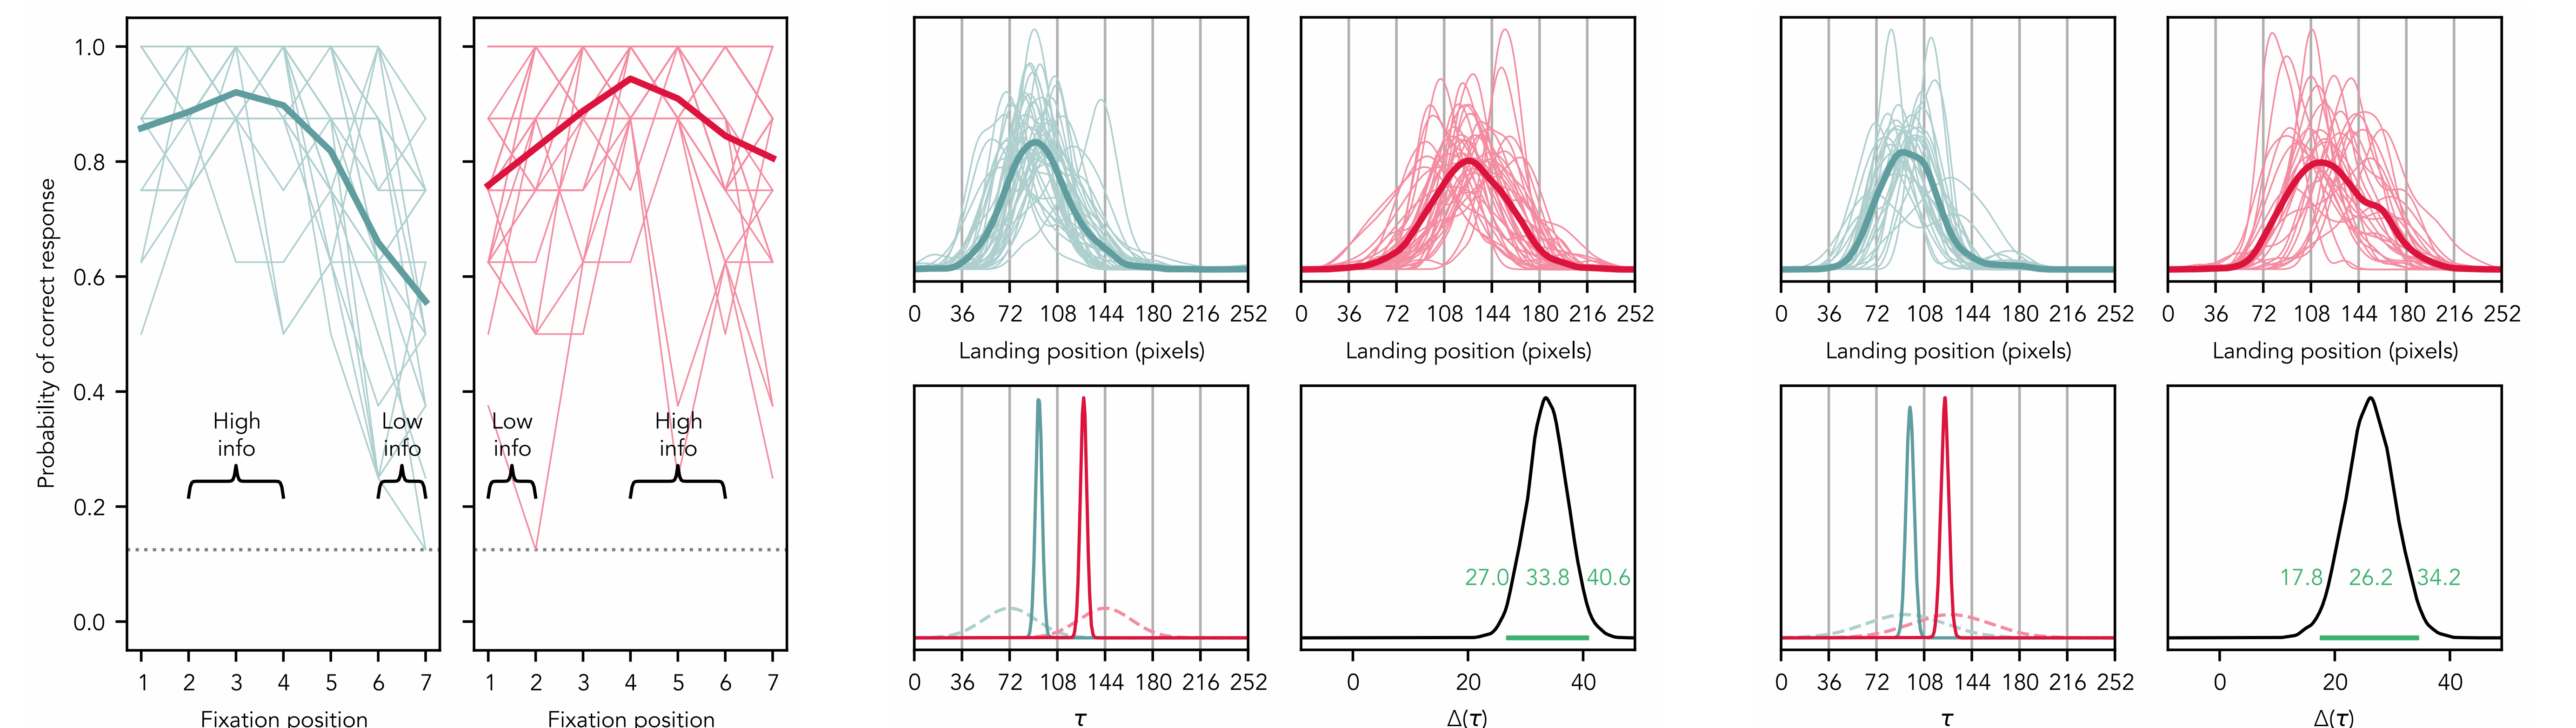 Probability of correct response
1.0
0.8
0.6
0.4
0.2
0.0
High
info
Low
info
1 2 3 4 5 6 7
Fixation position
Low
info
High
info
1 2 3 4 5 6 7
Fixation position
0 36 72 108 144 180 216 252
Landing position (pixels)
0 36 72 108 144 180 216 252
Landing position (pixels)
0 36 72 108 144 180 216 252
τ
27.0 33.8 40.6
0 20 40
Δ(τ)
0 36 72 108 144 180 216 252
Landing position (pixels)
0 36 72 108 144 180 216 252
Landing position (pixels)
0 36 72 108 144 180 216 252
τ
17.8 26.2 34.2
0 20 40
Δ(τ)